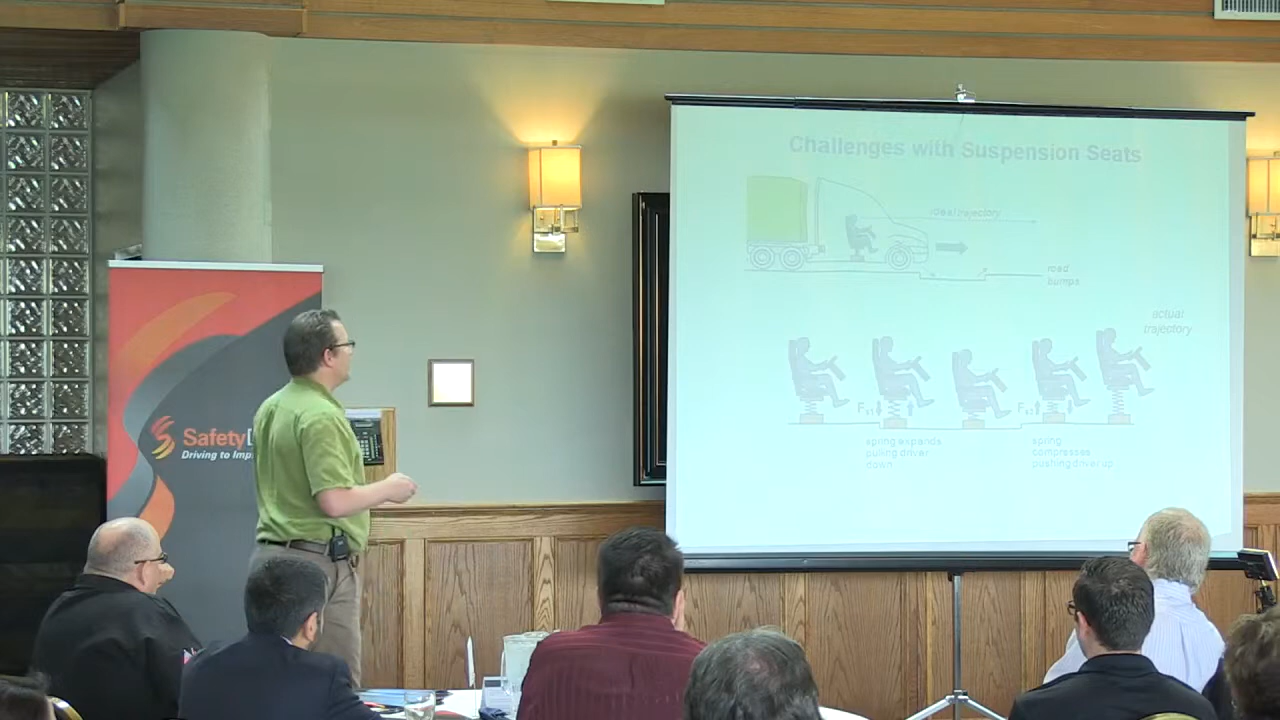 Challenges with Suspension Seats
ideal trajectory
road
bumps
actual
trajectory
Safety
Driving to Imp
spring expands
pulling driver
down
spring
compresses
pushing driver up